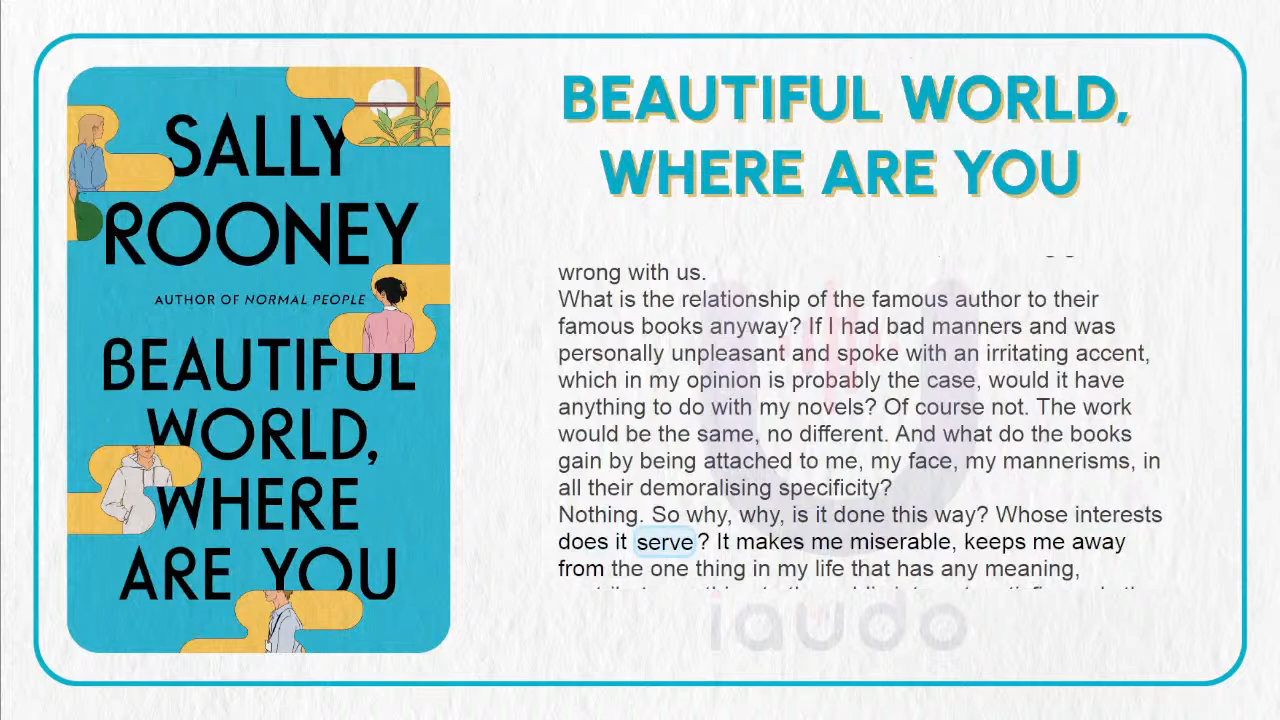 SALLY
ROONEY
AUTHOR OF NORMAL PEOPLE
BEAUTIFUL
WORLD,
WHERE
ARE YOU
BEAUTIFUL WORLD,
WHERE ARE YOU
wrong with us.
What is the relationship of the famous author to their
famous books anyway? If I had bad manners and was
personally unpleasant and spoke with an irritating accent,
which in my opinion is probably the case, would it have
anything to do with my novels? Of course not. The work
would be the same, no different. And what do the books
gain by being attached to me, my face, my mannerisms, in
all their demoralising specificity?
Nothing. So why, why, is it done this way? Whose interests
does it serve? It makes me miserable, keeps me away
from the one thing in my life that has any meaning,
iaudo